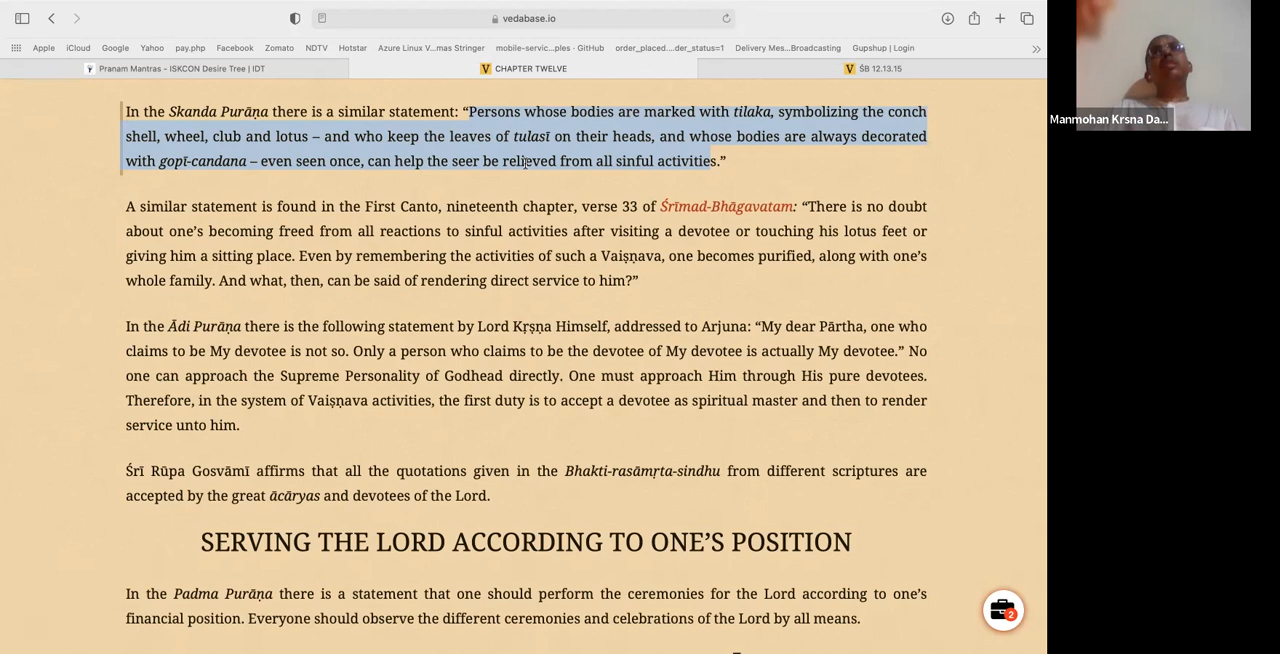 vedabase.io
Apple iCloud Google Yahoo pay.php Facebook Zomato NDTV Hotstar Azure Linux V...mas Stringer mobile-servic...ples · GitHub order_placed....der_status=1 Delivery Mes...Broadcasting Gupshup | Login
Pranam Mantras - ISKCON Desire Tree | IDT
V CHAPTER TWELVE
V ŚB 12.13.15
In the Skanda Purāṇa there is a similar statement: “Persons whose bodies are marked with tilaka, symbolizing the conch
shell, wheel, club and lotus – and who keep the leaves of tulasī on their heads, and whose bodies are always decorated
with gopī-candana – even seen once, can help the seer be relieved from all sinful activities.”
A similar statement is found in the First Canto, nineteenth chapter, verse 33 of Śrīmad-Bhāgavatam: “There is no doubt
about one’s becoming freed from all reactions to sinful activities after visiting a devotee or touching his lotus feet or
giving him a sitting place. Even by remembering the activities of such a Vaiṣṇava, one becomes purified, along with one’s
whole family. And what, then, can be said of rendering direct service to him?”
In the Ādi Purāṇa there is the following statement by Lord Kṛṣṇa Himself, addressed to Arjuna: “My dear Pārtha, one who
claims to be My devotee is not so. Only a person who claims to be the devotee of My devotee is actually My devotee.” No
one can approach the Supreme Personality of Godhead directly. One must approach Him through His pure devotees.
Therefore, in the system of Vaiṣṇava activities, the first duty is to accept a devotee as spiritual master and then to render
service unto him.
Śrī Rūpa Gosvāmī affirms that all the quotations given in the Bhakti-rasāmṛta-sindhu from different scriptures are
accepted by the great ācāryas and devotees of the Lord.
SERVING THE LORD ACCORDING TO ONE’S POSITION
In the Padma Purāṇa there is a statement that one should perform the ceremonies for the Lord according to one’s
financial position. Everyone should observe the different ceremonies and celebrations of the Lord by all means.
2
Manmohan Krsna Da...